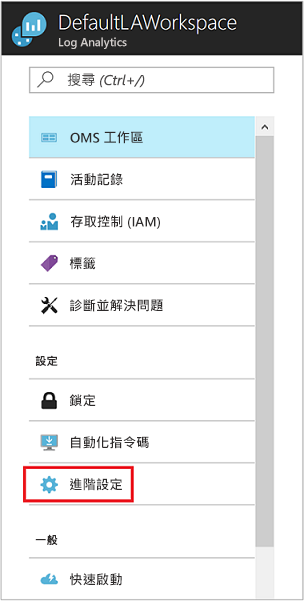 DefaultLAWorkspace
Log Analytics
搜尋 (Ctrl+/)
OMS 工作區
活動記錄
存取控制 (IAM)
標籤
診斷並解決問題
設定
鎖定
自動化指令碼
進階設定
一般
快速啟動